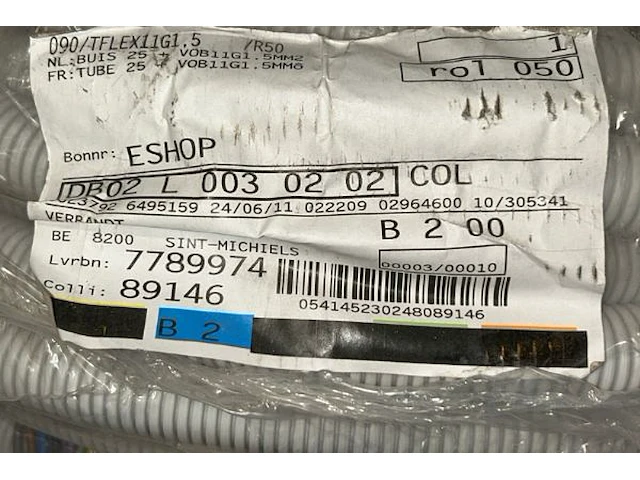 090/TFLEX11G1,5 /R50 1
NL:BUIS 25 + VOB11G1.5MM2
FR:TUBE 25 + VOB11G1.5MM6
rol 050
Bonnr: ESHOP
DB02 L 003 02 02 COL
6495159 24/06/11 022209 02964600 10/305341
VERBANDT B 2 00
BE 8200 SINT-MICHIELS
00003/00010
Lvrbn: 7789974
Colli: 89146
054145230248089146
B 2